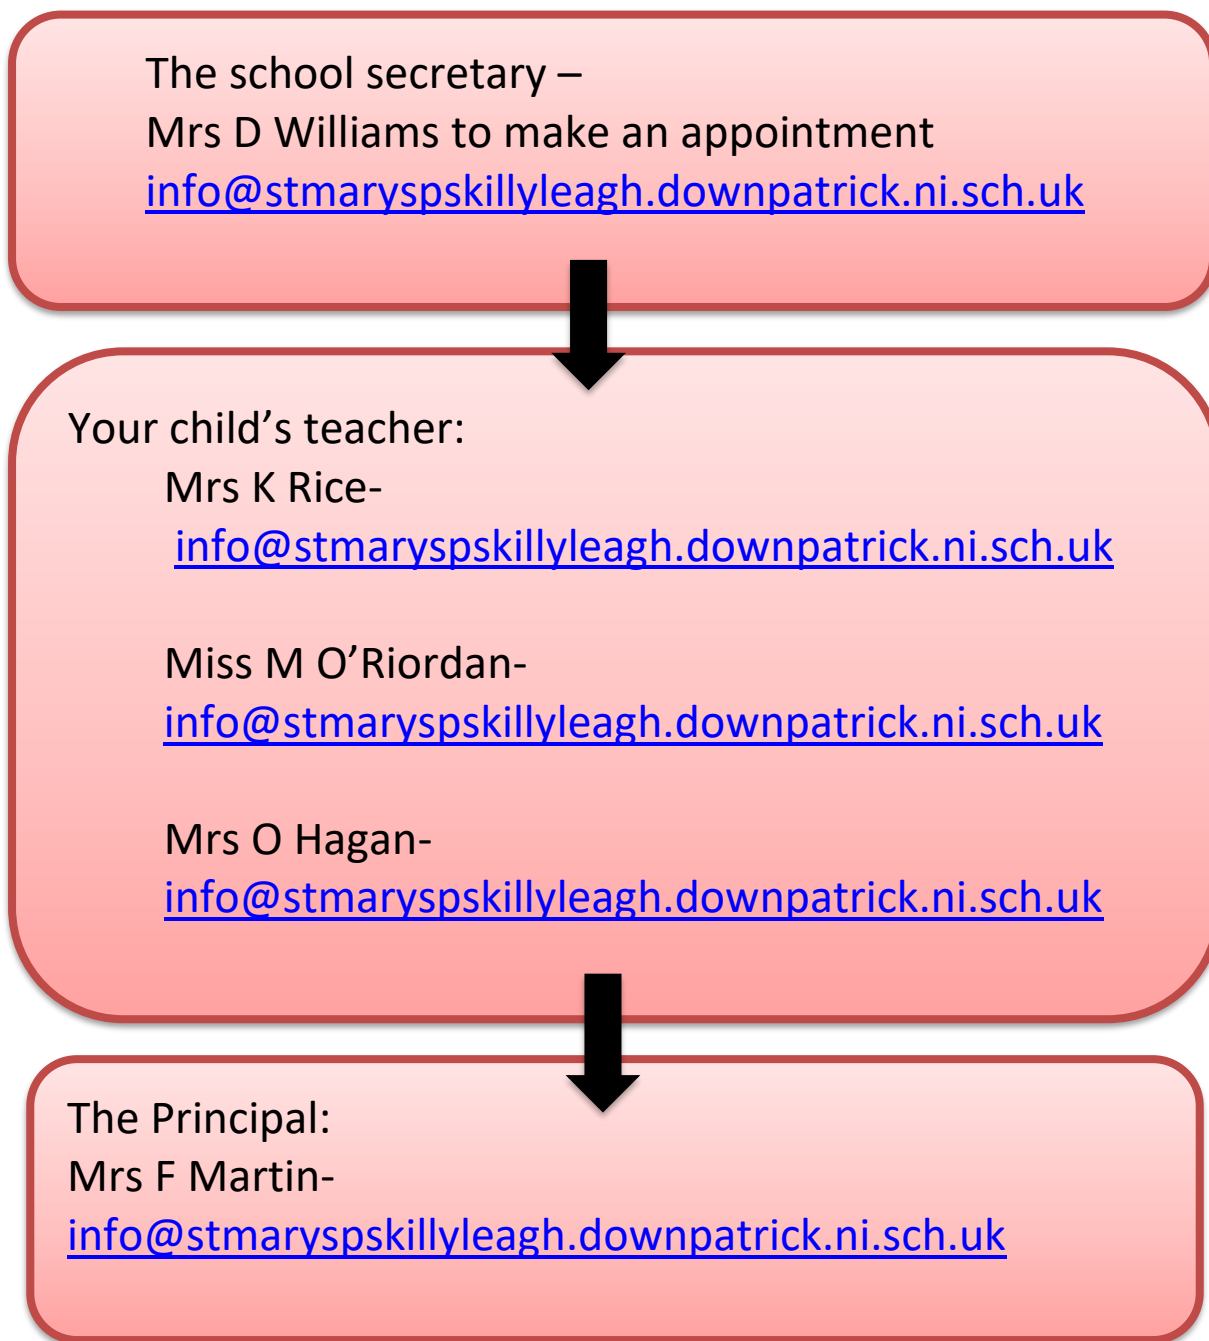 The school secretary –
Mrs D Williams to make an appointment
info@stmaryspskillyleagh.downpatrick.ni.sch.uk
Your child’s teacher:
Mrs K Rice-
info@stmaryspskillyleagh.downpatrick.ni.sch.uk
Miss M O’Riordan-
info@stmaryspskillyleagh.downpatrick.ni.sch.uk
Mrs O Hagan-
info@stmaryspskillyleagh.downpatrick.ni.sch.uk
The Principal:
Mrs F Martin-
info@stmaryspskillyleagh.downpatrick.ni.sch.uk